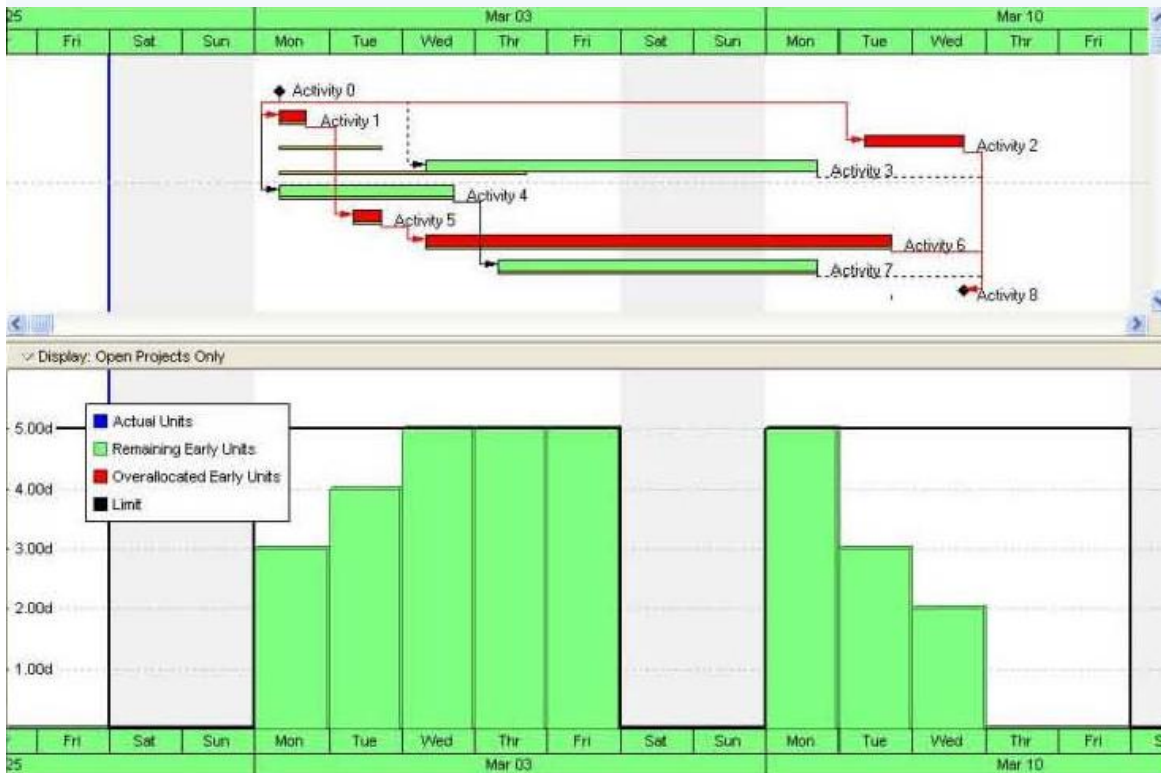 25 Mar 03 Mar 10
Fri Sat Sun Mon Tue Wed Thr Fri Sat Sun Mon Tue Wed Thr Fri
Activity 0
Activity 1
Activity 2
Activity 3
Activity 4
Activity 5
Activity 6
Activity 7
Activity 8
Display: Open Projects Only
Actual Units
5.00d
Remaining Early Units
Overallocated Early Units
4.00d
Limit
3.00d
2.00d
1.00d
Fri Sat Sun Mon Tue Wed Thr Fri Sat Sun Mon Tue Wed Thr Fri S
25 Mar 03 Mar 10